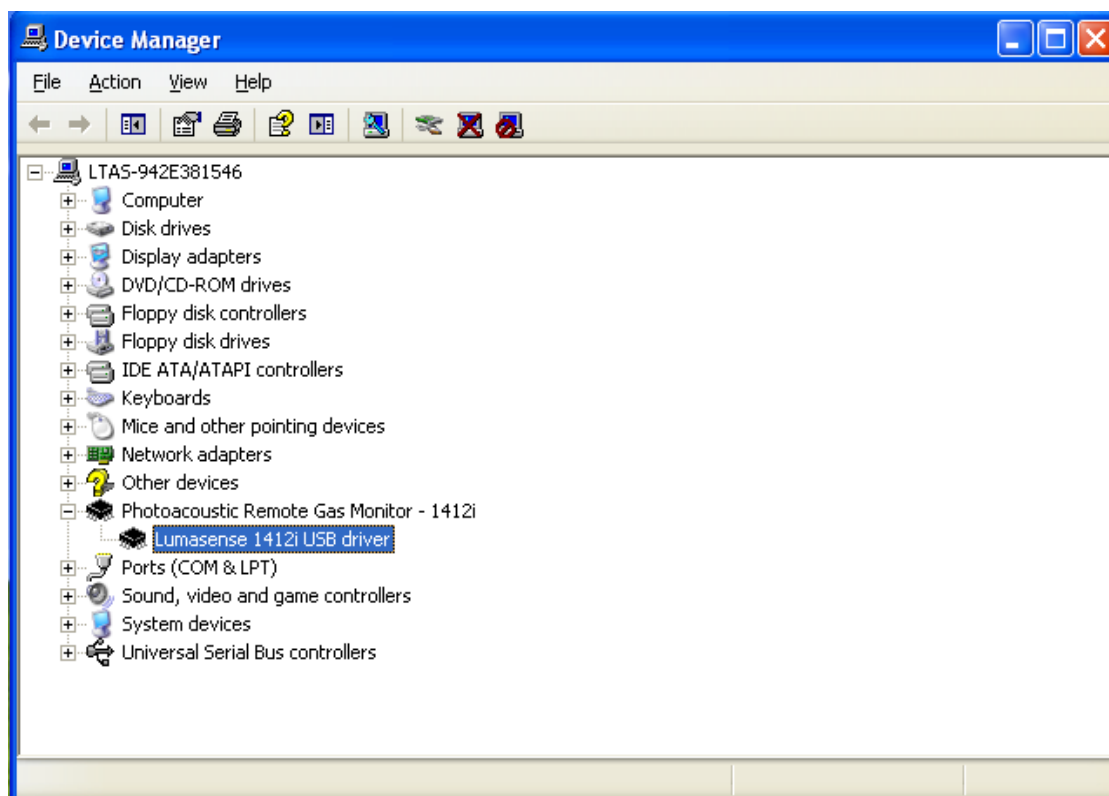 Device Manager
File Action View Help
LTAS-942E381546
Computer
Disk drives
Display adapters
DVD/CD-ROM drives
Floppy disk controllers
Floppy disk drives
IDE ATA/ATAPI controllers
Keyboards
Mice and other pointing devices
Network adapters
Other devices
Photoacoustic Remote Gas Monitor - 1412i
Lumasense 1412i USB driver
Ports (COM & LPT)
Sound, video and game controllers
System devices
Universal Serial Bus controllers